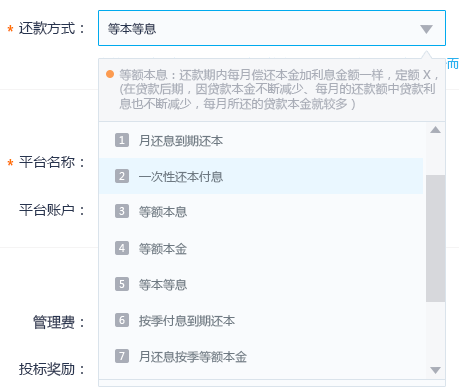 * 还款方式： 等本等息
而
等额本息：还款期内每月偿还本金加利息金额一样，定额 X，
(在贷款后期，因贷款本金不断减少、每月的还款额中贷款利
息也不断减少，每月所还的贷款本金就较多 )
1 月还息到期还本
* 平台名称：
2 一次性还本付息
平台账户：
3 等额本息
4 等额本金
5 等本等息
管理费：
6 按季付息到期还本
7 月还息按季等额本金
投标奖励：